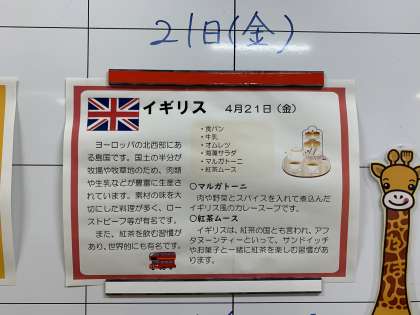 21日(金)
イギリス 4月21日(金)
・食パン
・牛乳
・オムレツ
・海藻サラダ
・マルガトーニ
・紅茶ムース
ヨーロッパの北西部にあ
る島国です。国土の半分が
牧場や牧草地のため、肉類
や生乳などが豊富に生産さ
れています。素材の味を大
切にした料理が多く、ロー
ストビーフ等が有名です。
また、紅茶を飲む習慣が
あり、世界的にも有名です。
○マルガトーニ
肉や野菜とスパイスを入れて煮込んだ
イギリス風のカレースープです。
○紅茶ムース
イギリスは、紅茶の国とも言われ、アフ
タヌーンティーといって、サンドイッチ
やお菓子と一緒に紅茶を楽しむ習慣があ
ります。